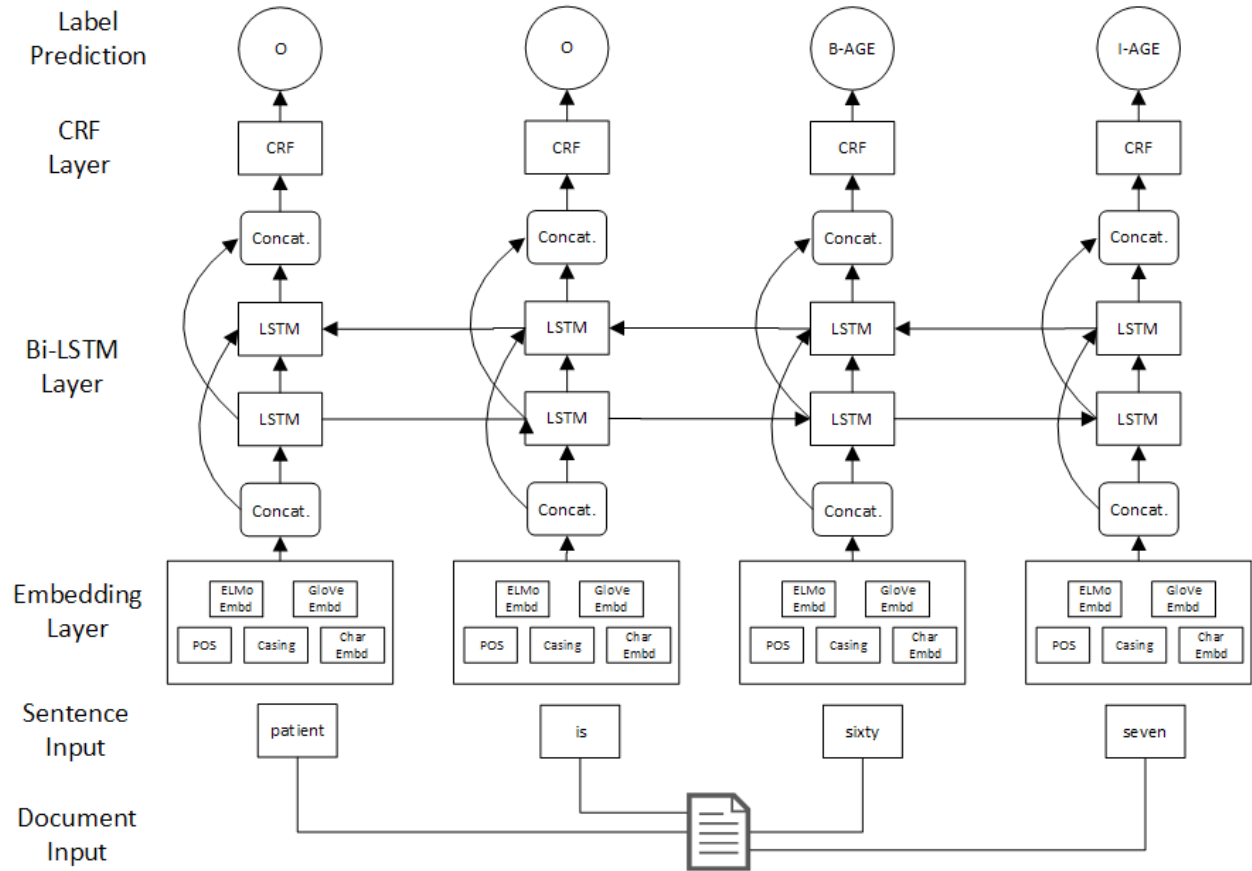 Label
Prediction
O
O
B-AGE
I-AGE
CRF
Layer
CRF
CRF
CRF
CRF
Concat.
Concat.
Concat.
Concat.
Bi-LSTM
Layer
LSTM
LSTM
LSTM
LSTM
LSTM
LSTM
LSTM
LSTM
Concat.
Concat.
Concat.
Concat.
Embedding
Layer
ELMo
Embd
GloVe
Embd
POS
Casing
Char
Embd
ELMo
Embd
GloVe
Embd
POS
Casing
Char
Embd
ELMo
Embd
GloVe
Embd
POS
Casing
Char
Embd
ELMo
Embd
GloVe
Embd
POS
Casing
Char
Embd
Sentence
Input
patient
is
sixty
seven
Document
Input